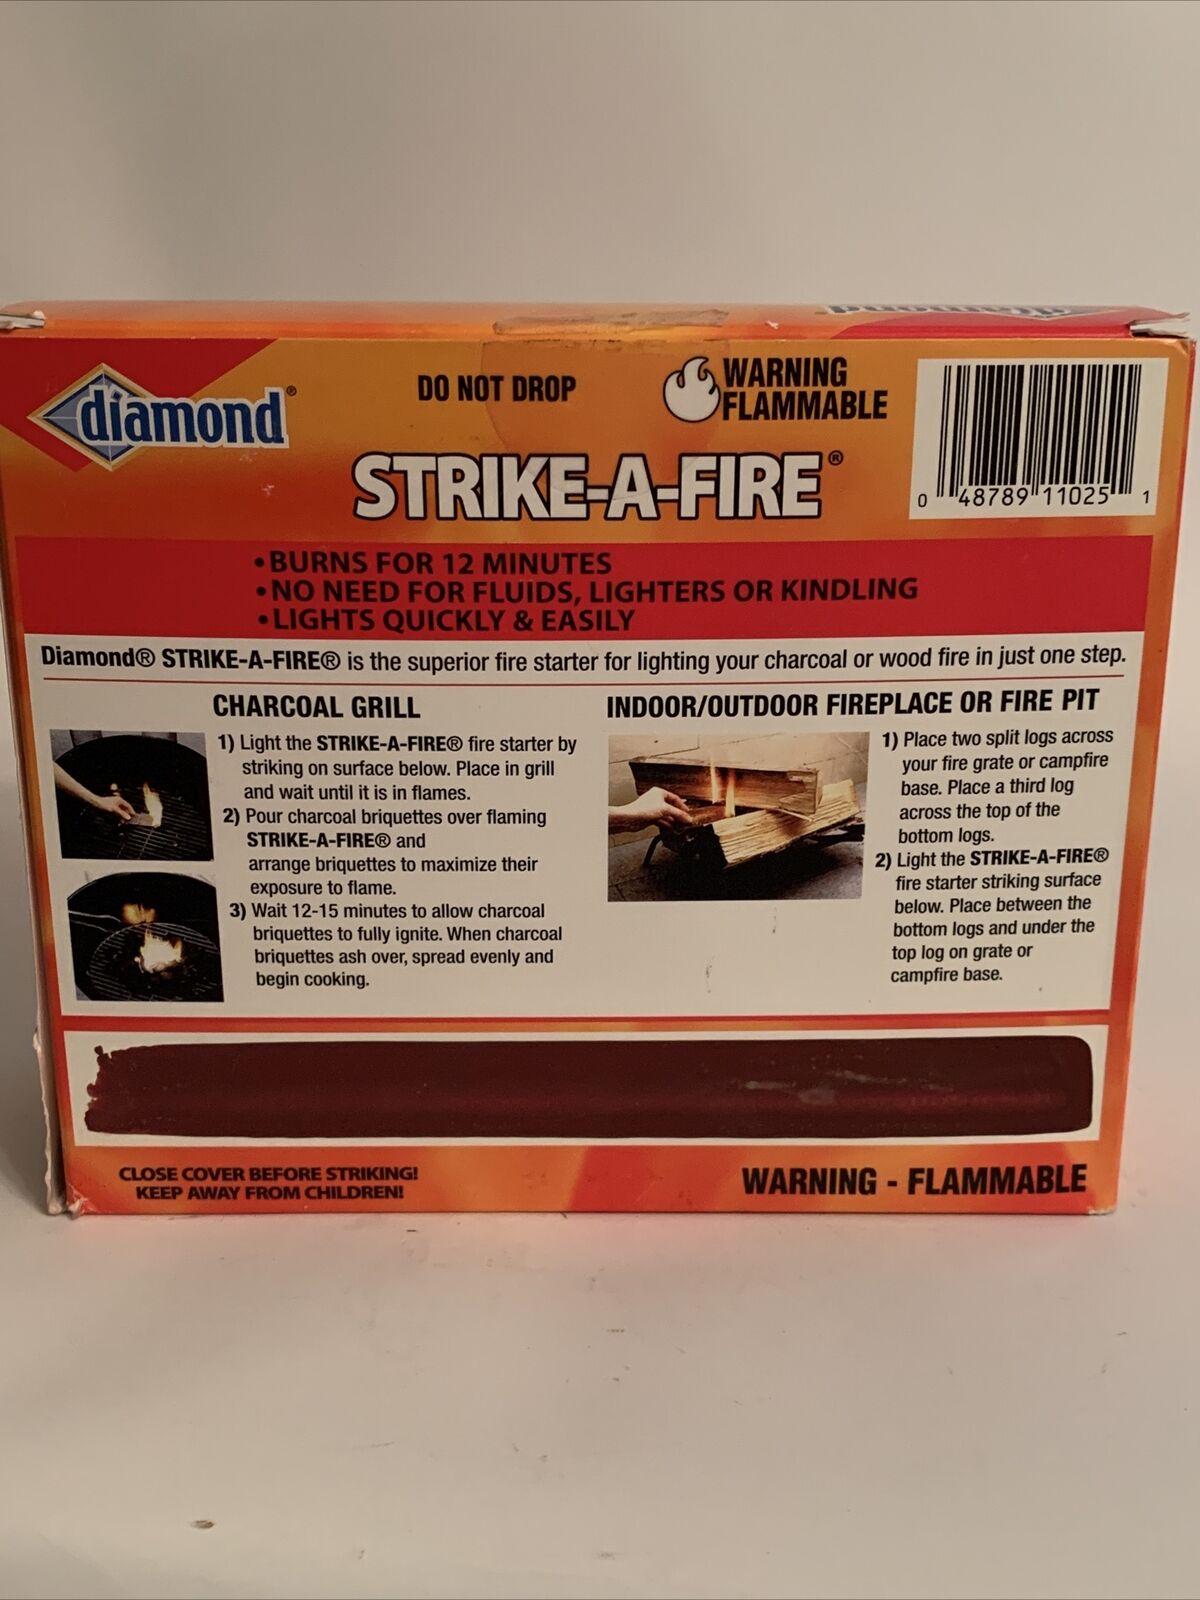 diamond
diamond®
DO NOT DROP
WARNING
FLAMMABLE
STRIKE-A-FIRE®
0 48789 11025 1
•BURNS FOR 12 MINUTES
•NO NEED FOR FLUIDS, LIGHTERS OR KINDLING
•LIGHTS QUICKLY & EASILY
Diamond® STRIKE-A-FIRE® is the superior fire starter for lighting your charcoal or wood fire in just one step.
CHARCOAL GRILL
1) Light the STRIKE-A-FIRE® fire starter by
striking on surface below. Place in grill
and wait until it is in flames.
2) Pour charcoal briquettes over flaming
STRIKE-A-FIRE® and
arrange briquettes to maximize their
exposure to flame.
3) Wait 12-15 minutes to allow charcoal
briquettes to fully ignite. When charcoal
briquettes ash over, spread evenly and
begin cooking.
INDOOR/OUTDOOR FIREPLACE OR FIRE PIT
1) Place two split logs across
your fire grate or campfire
base. Place a third log
across the top of the
bottom logs.
2) Light the STRIKE-A-FIRE®
fire starter striking surface
below. Place between the
bottom logs and under the
top log on grate or
campfire base.
CLOSE COVER BEFORE STRIKING!
KEEP AWAY FROM CHILDREN!
WARNING - FLAMMABLE